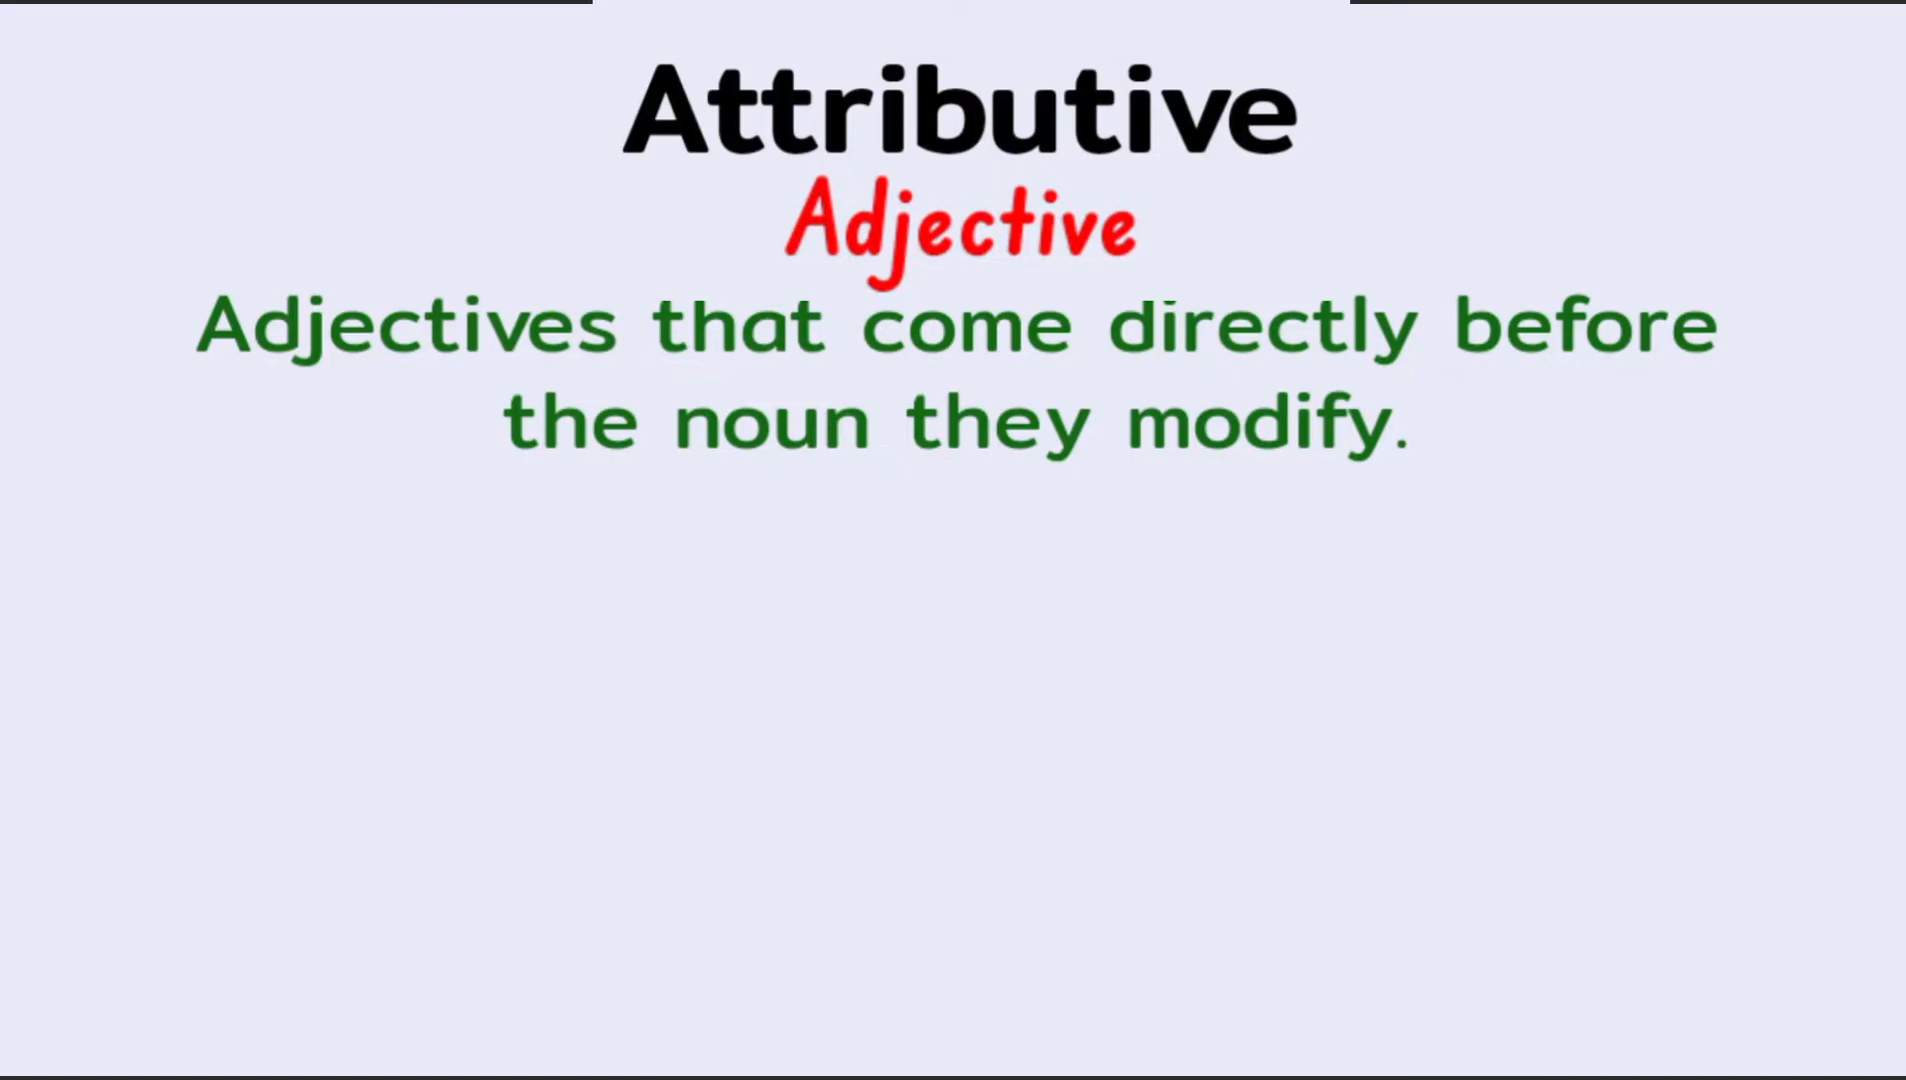 Attributive
Adjective
Adjectives that come directly before
the noun they modify.